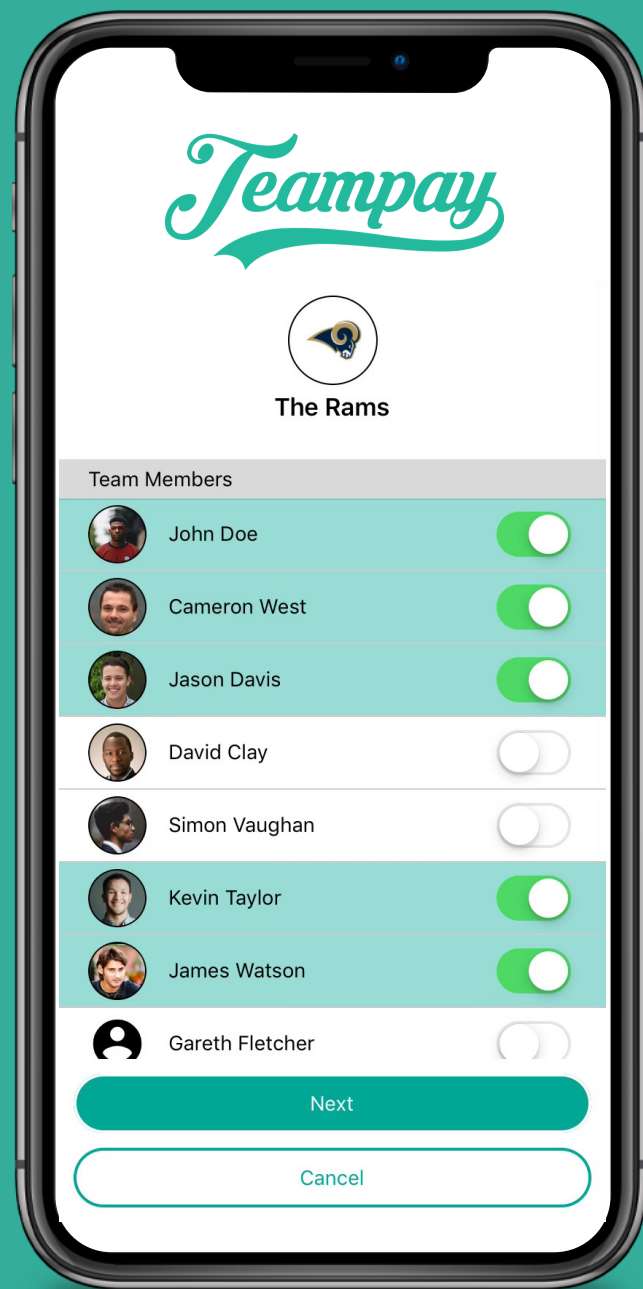 Teampay
The Rams
Team Members
John Doe
Cameron West
Jason Davis
David Clay
Simon Vaughan
Kevin Taylor
James Watson
Gareth Fletcher
Next
Cancel